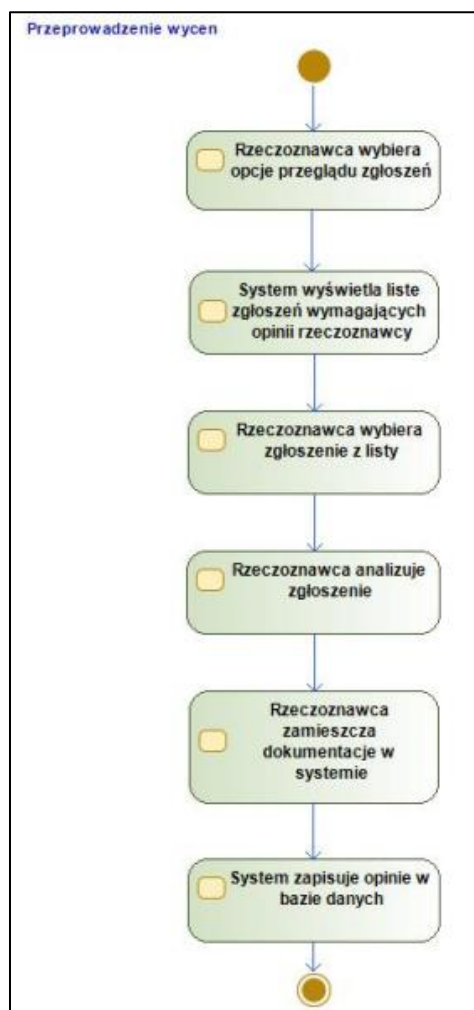 Przeprowadzenie wycen
Rzeczoznawca wybiera
opcje przeglądu zgłoszeń
System wyświetla liste
zgłoszeń wymagających
opinii rzeczoznawcy
Rzeczoznawca wybiera
zgłoszenie z listy
Rzeczoznawca analizuje
zgłoszenie
Rzeczoznawca
zamieszcza
dokumentacje w
systemie
System zapisuje opinie w
bazie danych